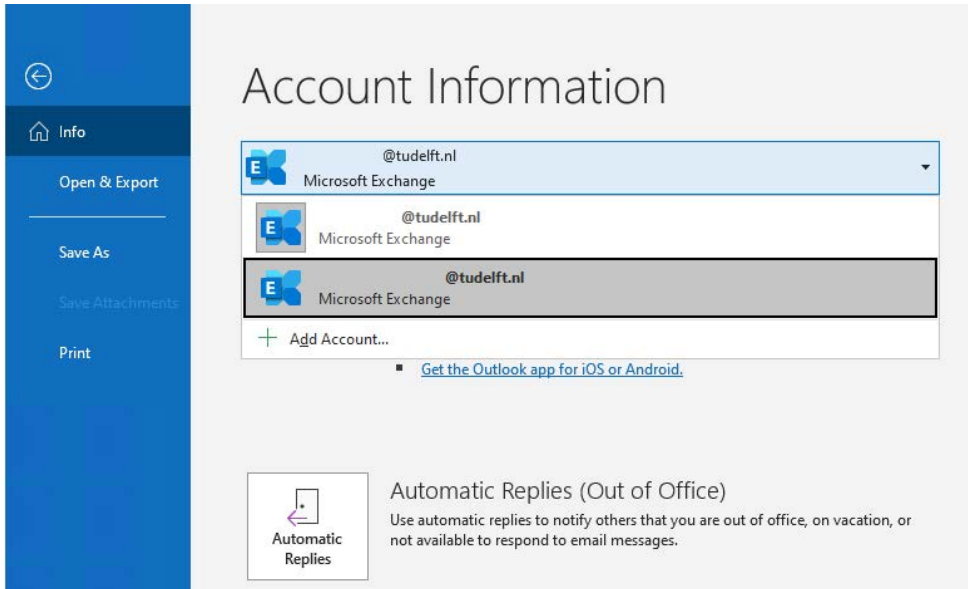 Account Information
Info
Open & Export
Save As
Save Attachments
Print
@tudelft.nl
E
Microsoft Exchange
@tudelft.nl
E
Microsoft Exchange
@tudelft.nl
E
Microsoft Exchange
Add Account...
Get the Outlook app for iOS or Android.
Automatic
Replies
Automatic Replies (Out of Office)
Use automatic replies to notify others that you are out of office, on vacation, or
not available to respond to email messages.